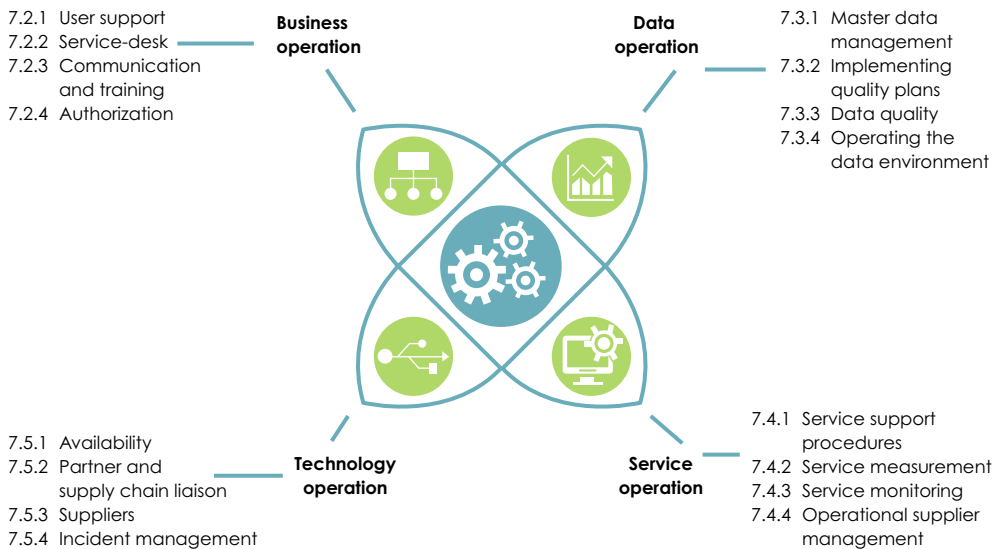 7.2.1 User support
7.2.2 Service-desk
7.2.3 Communication
and training
7.2.4 Authorization
Business
operation
Data
operation
7.3.1 Master data
management
7.3.2 Implementing
quality plans
7.3.3 Data quality
7.3.4 Operating the
data environment
7.5.1 Availability
7.5.2 Partner and
supply chain liaison
7.5.3 Suppliers
7.5.4 Incident management
Technology
operation
Service
operation
7.4.1 Service support
procedures
7.4.2 Service measurement
7.4.3 Service monitoring
7.4.4 Operational supplier
management